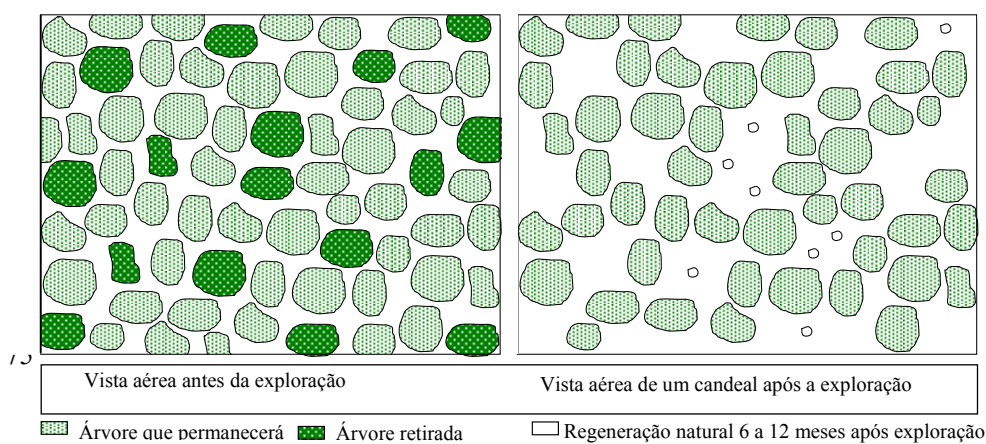 Vista aérea antes da exploração
Vista aérea de um candeal após a exploração
Árvore que permanecerá
Árvore retirada
Regeneração natural 6 a 12 meses após exploração